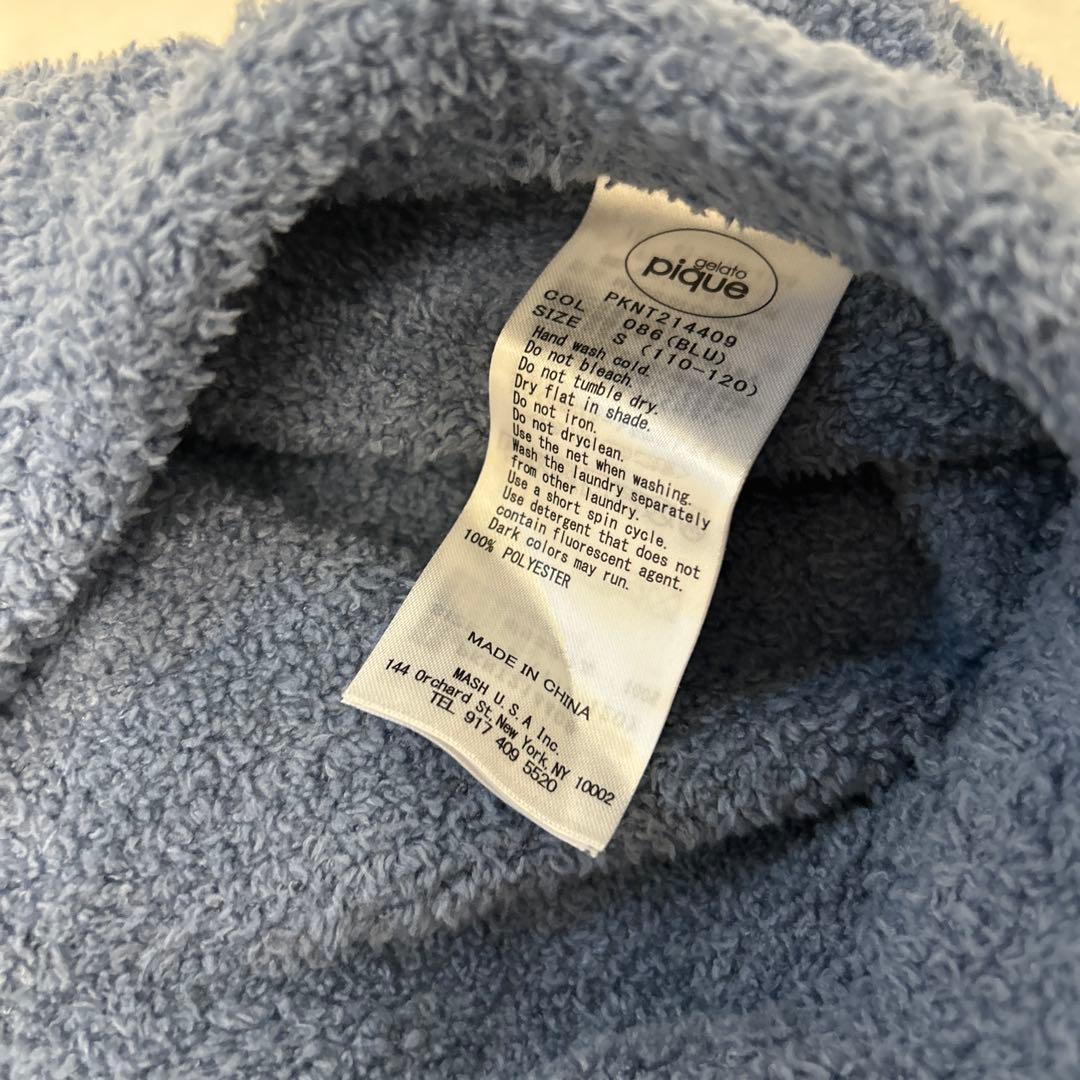 gelato
pique
PKNT214409
COL 086(BLU)
SIZE S (110-120)
Hand wash cold.
Do not bleach.
Do not tumble dry.
Dry flat in shade.
Do not iron.
Do not dryclean.
Use the net when washing.
Wash the laundry separately
from other laundry.
Use a short spin cycle.
Use detergent that does not
contain fluorescent agent.
Dark colors may run.
100% POLYESTER
MADE IN CHINA
MASH U.S.A Inc.
144 Orchard St, New York, NY 10002
TEL 917 409 5520